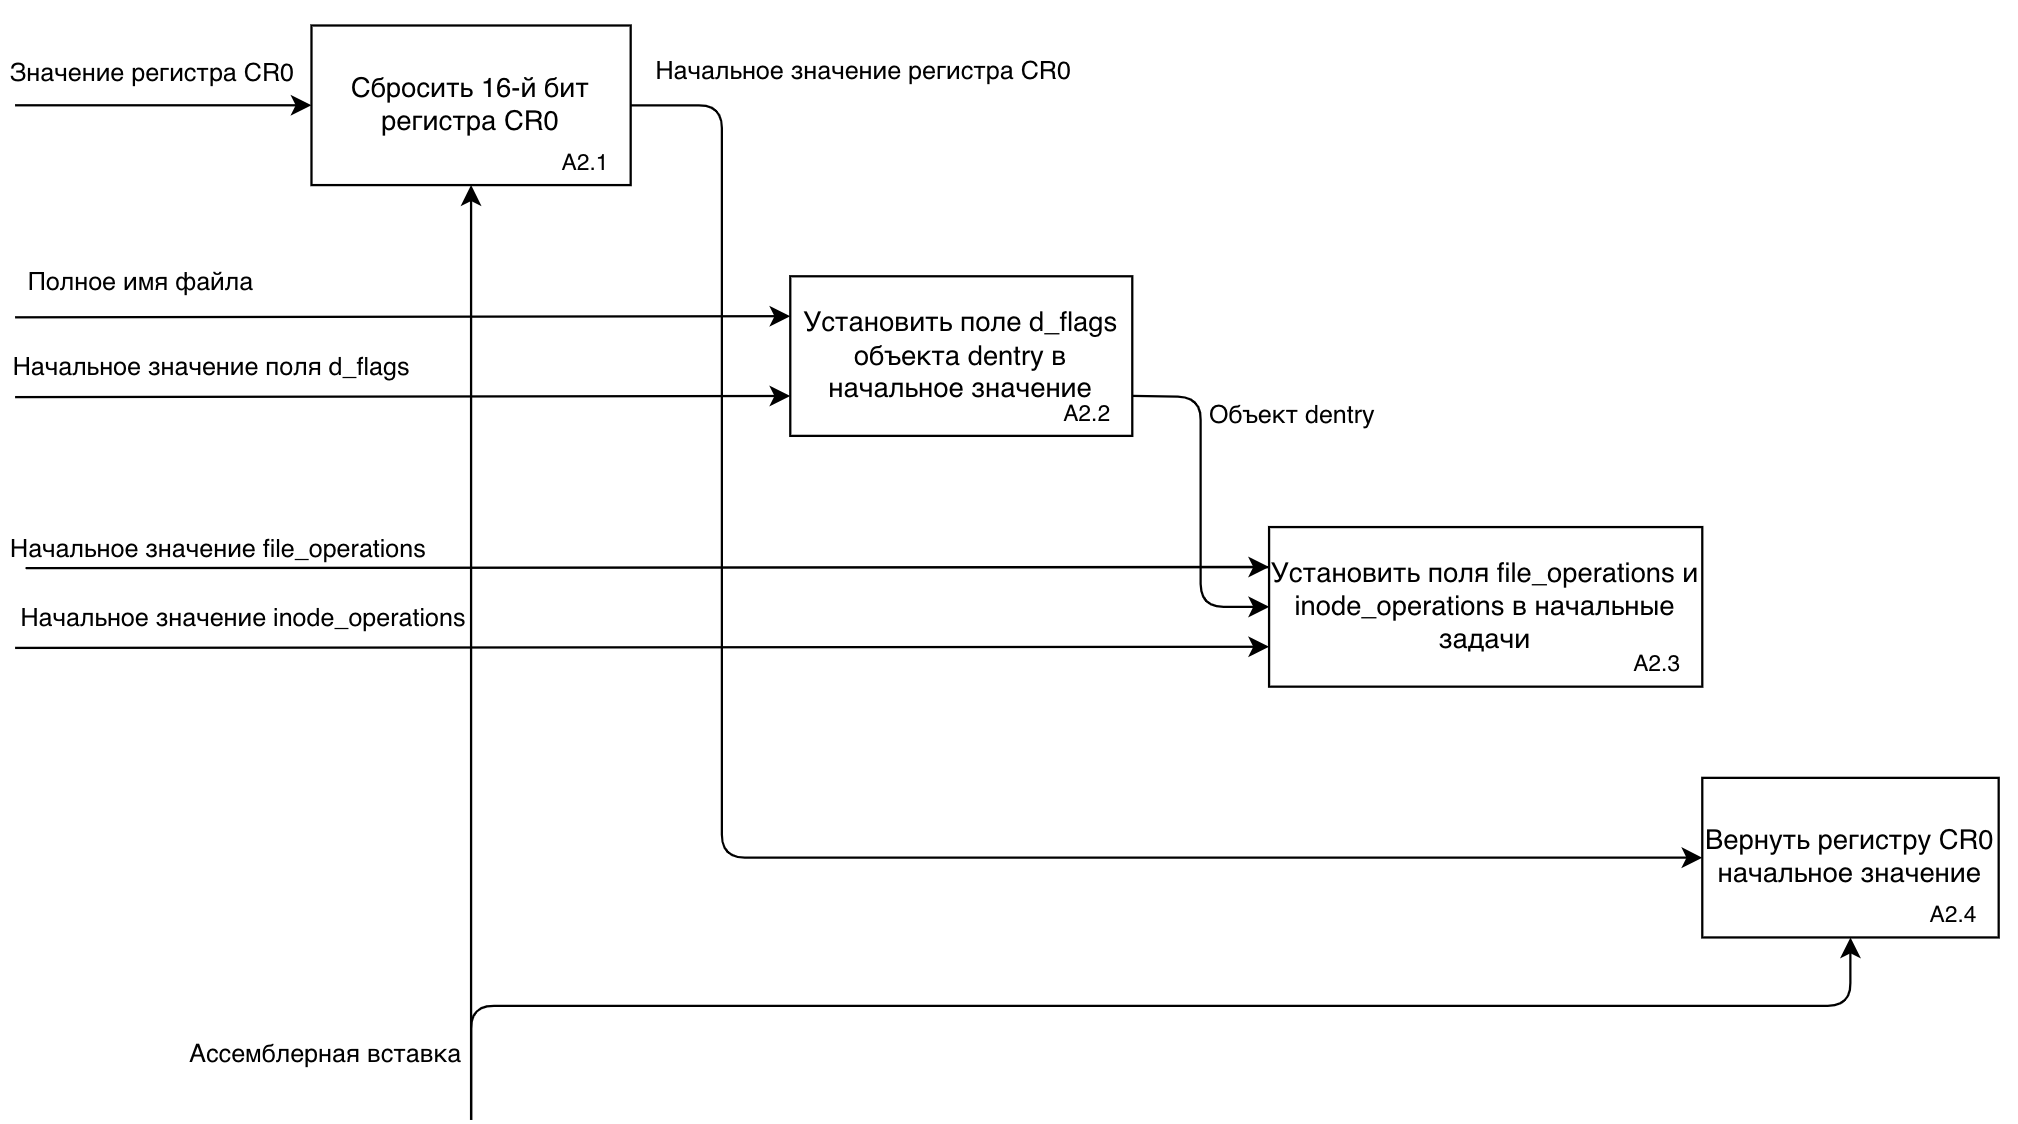 Значение регистра CR0
Сбросить 16-й бит
регистра CR0
A2.1
Начальное значение регистра CR0
Полное имя файла
Начальное значение поля d_flags
Установить поле d_flags
объекта dentry в
начальное значение
A2.2
Объект dentry
Начальное значение file_operations
Начальное значение inode_operations
Установить поля file_operations и
inode_operations в начальные
задачи
A2.3
Вернуть регистру CR0
начальное значение
A2.4
Ассемблерная вставка